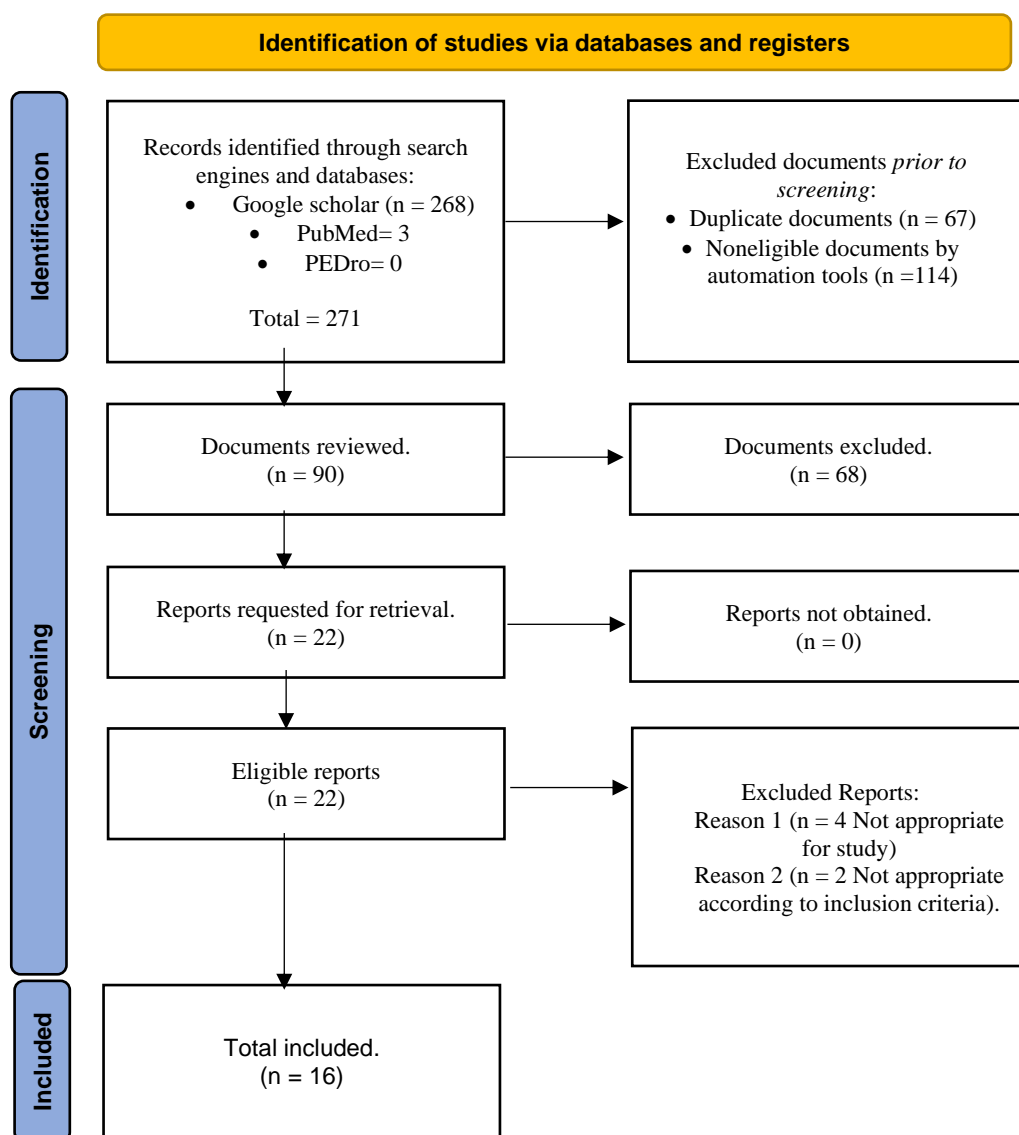 Identification of studies via databases and registers
Identification
Records identified through search
engines and databases:
• Google scholar (n = 268)
• PubMed= 3
• PEDro= 0
Total = 271
Excluded documents prior to
screening:
• Duplicate documents (n = 67)
• Noneligible documents by
automation tools (n =114)
Screening
Documents reviewed.
(n = 90)
Documents excluded.
(n = 68)
Reports requested for retrieval.
(n = 22)
Reports not obtained.
(n = 0)
Eligible reports
(n = 22)
Excluded Reports:
Reason 1 (n = 4 Not appropriate
for study)
Reason 2 (n = 2 Not appropriate
according to inclusion criteria).
Included
Total included.
(n = 16)